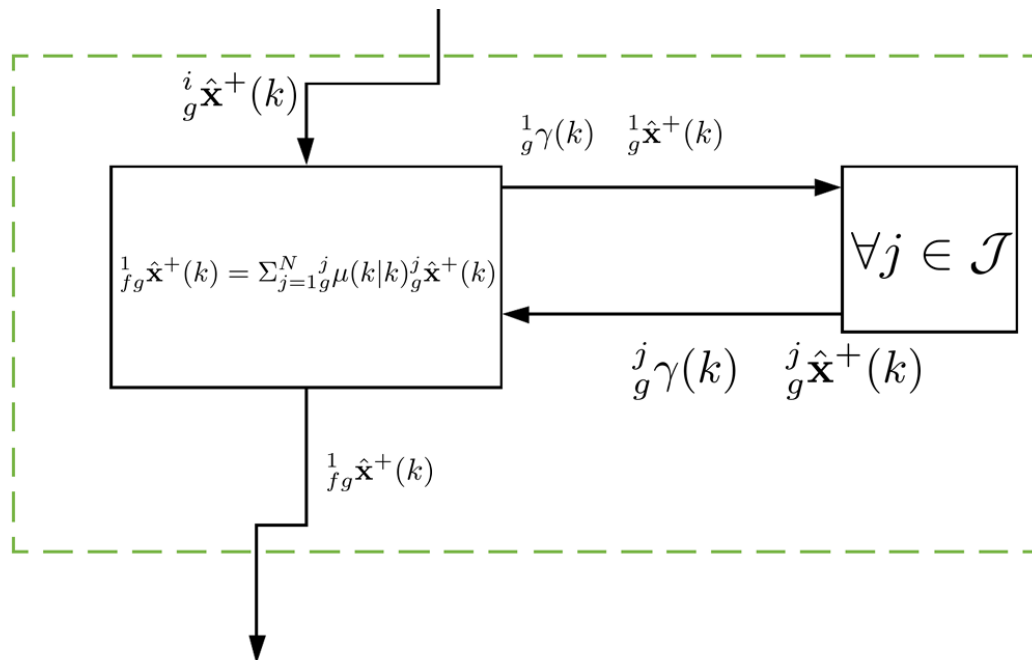 $^{i}_{g}\hat{\mathbf{x}}^{+}(k)$
$^{1}_{g}\gamma(k)$ $^{1}_{g}\hat{\mathbf{x}}^{+}(k)$
$^{1}_{fg}\hat{\mathbf{x}}^{+}(k) = \Sigma_{j=1}^{N}{}^{j}_{g}\mu(k|k)^{j}_{g}\hat{\mathbf{x}}^{+}(k)$
$\forall j \in \mathcal{J}$
$^{j}_{g}\gamma(k)$ $^{j}_{g}\hat{\mathbf{x}}^{+}(k)$
$^{1}_{fg}\hat{\mathbf{x}}^{+}(k)$